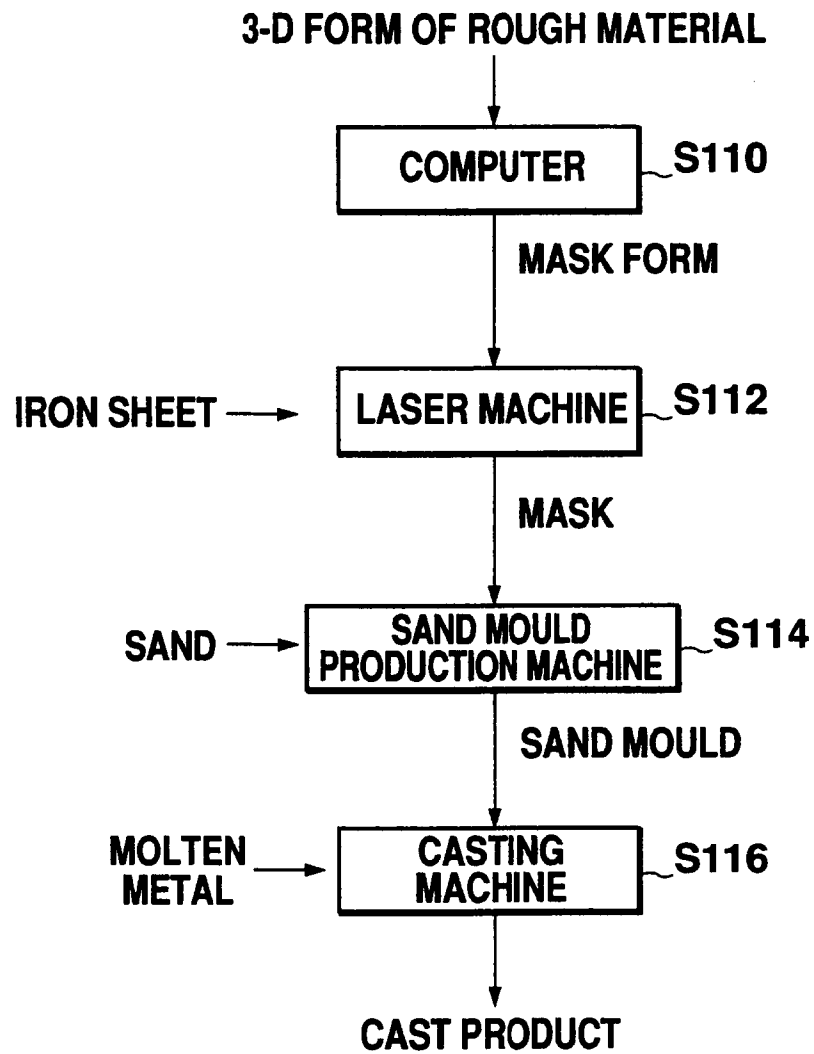 3-D FORM OF ROUGH MATERIAL
COMPUTER
S110
MASK FORM
IRON SHEET
LASER MACHINE
S112
MASK
SAND
SAND MOULD
PRODUCTION MACHINE
S114
SAND MOULD
MOLTEN
METAL
CASTING
MACHINE
S116
CAST PRODUCT